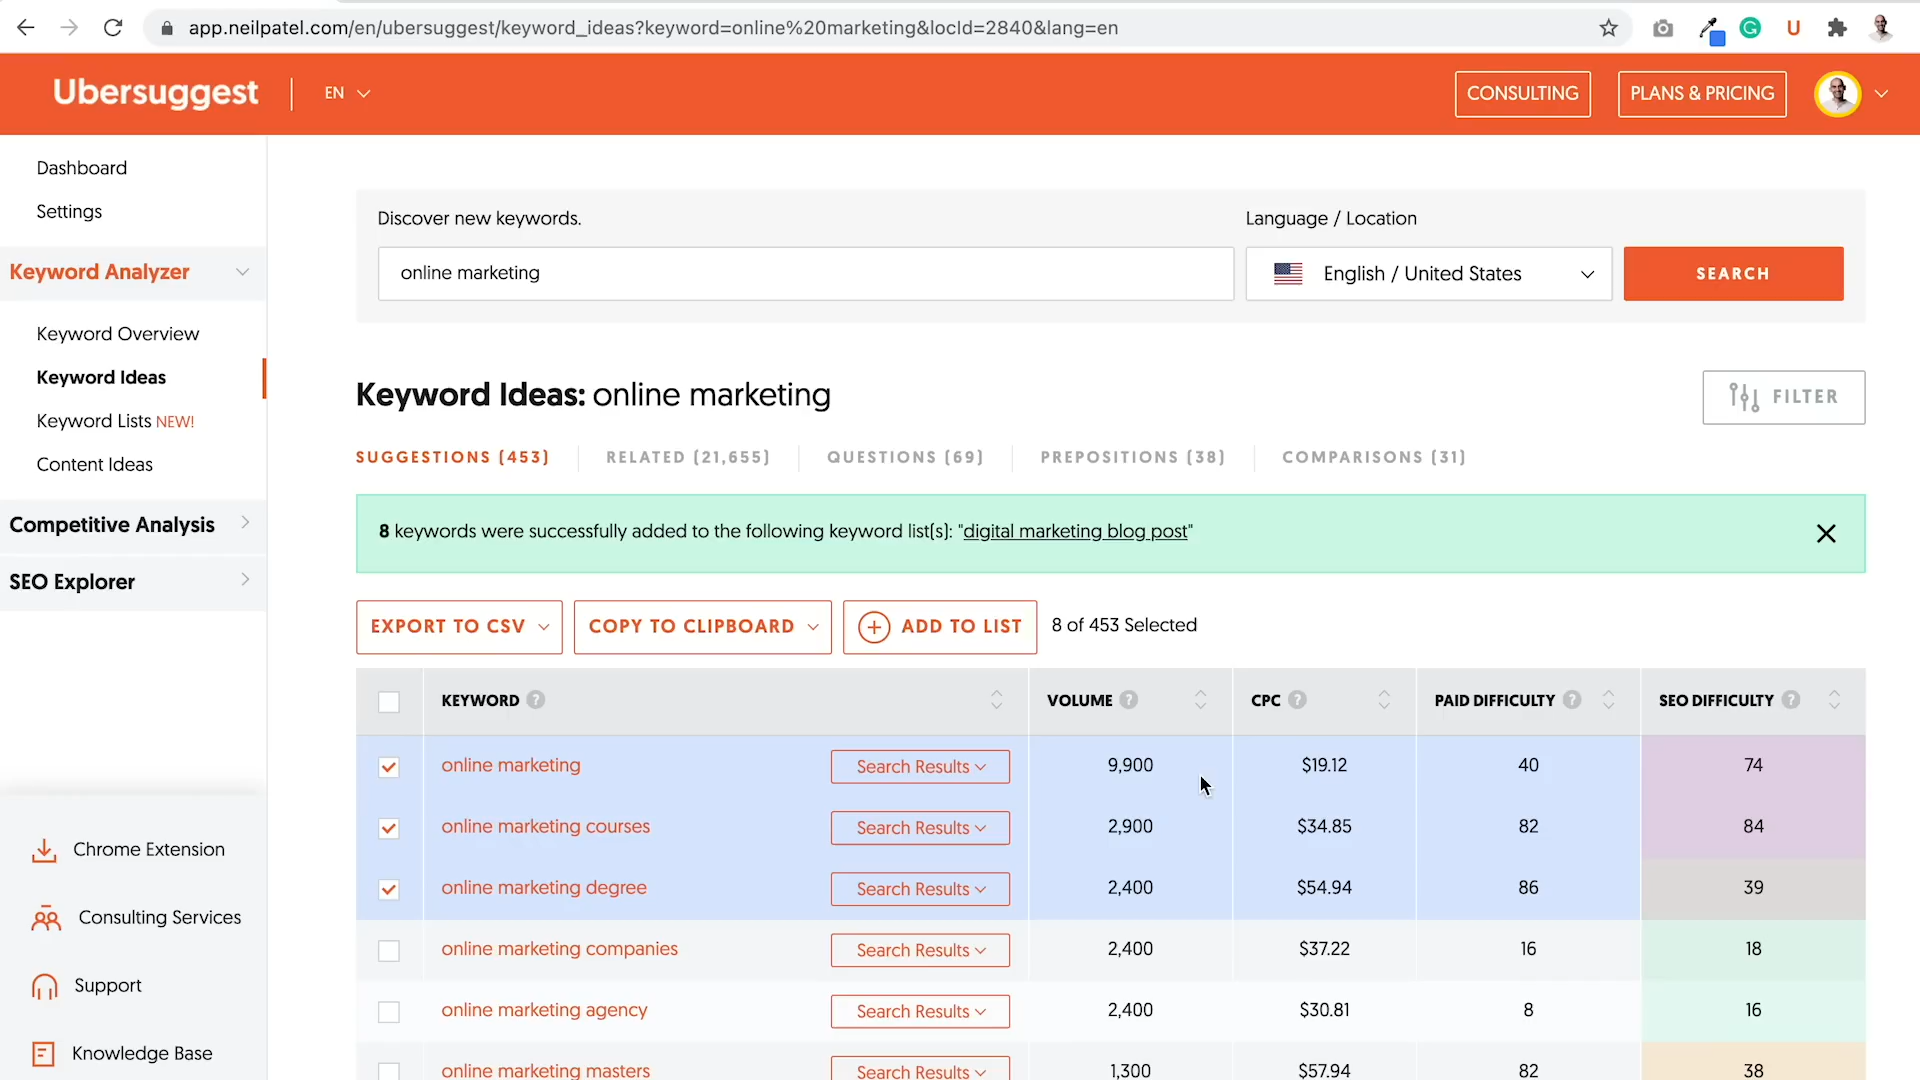 app.neilpatel.com/en/ubersuggest/keyword_ideas?keyword=online%20marketing&locId=2840&lang=en
Ubersuggest
EN
CONSULTING
PLANS & PRICING
Dashboard
Settings
Keyword Analyzer
Keyword Overview
Keyword Ideas
Keyword Lists NEW!
Content Ideas
Competitive Analysis
SEO Explorer
Chrome Extension
Consulting Services
Support
Knowledge Base
Discover new keywords.
Language / Location
online marketing
English / United States
SEARCH
Keyword Ideas: online marketing
FILTER
SUGGESTIONS (453)
RELATED (21,655)
QUESTIONS (69)
PREPOSITIONS (38)
COMPARISONS (31)
8 keywords were successfully added to the following keyword list(s): "digital marketing blog post"
EXPORT TO CSV
COPY TO CLIPBOARD
ADD TO LIST
8 of 453 Selected
KEYWORD ? VOLUME ? CPC ? PAID DIFFICULTY ? SEO DIFFICULTY ?
online marketing Search Results 9,900 $19.12 40 74
online marketing courses Search Results 2,900 $34.85 82 84
online marketing degree Search Results 2,400 $54.94 86 39
online marketing companies Search Results 2,400 $37.22 16 18
online marketing agency Search Results 2,400 $30.81 8 16
online marketing masters Search Results 1,300 $57.94 82 38